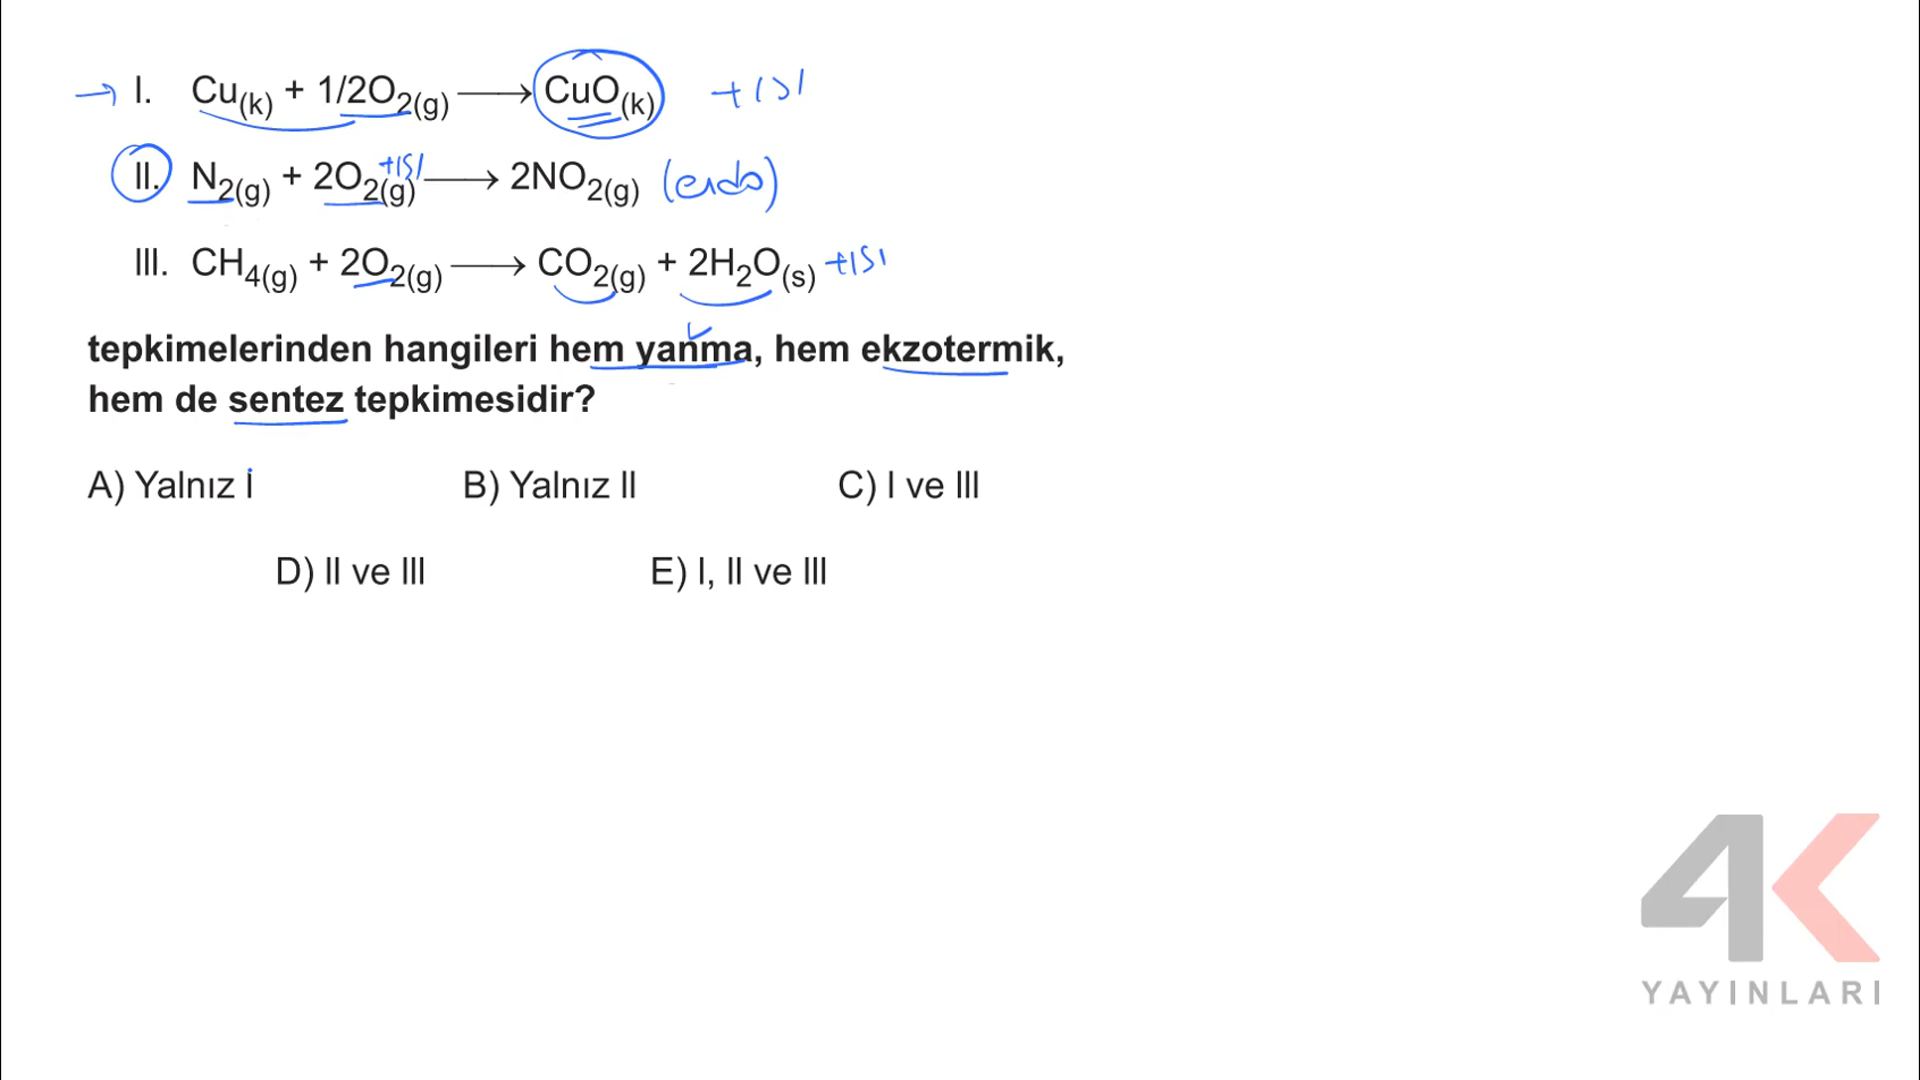 → I. Cu(k) + 1/2O2(g) ⟶ CuO(k) +ısı
II. N2(g) + 2O2(g) +ısı ⟶ 2NO2(g) (endo)
III. CH4(g) + 2O2(g) ⟶ CO2(g) + 2H2O(s) +ısı
tepkimelerinden hangileri hem yanma, hem ekzotermik,
hem de sentez tepkimesidir?
A) Yalnız I B) Yalnız II C) I ve III
D) II ve III E) I, II ve III
4K
YAYINLARI